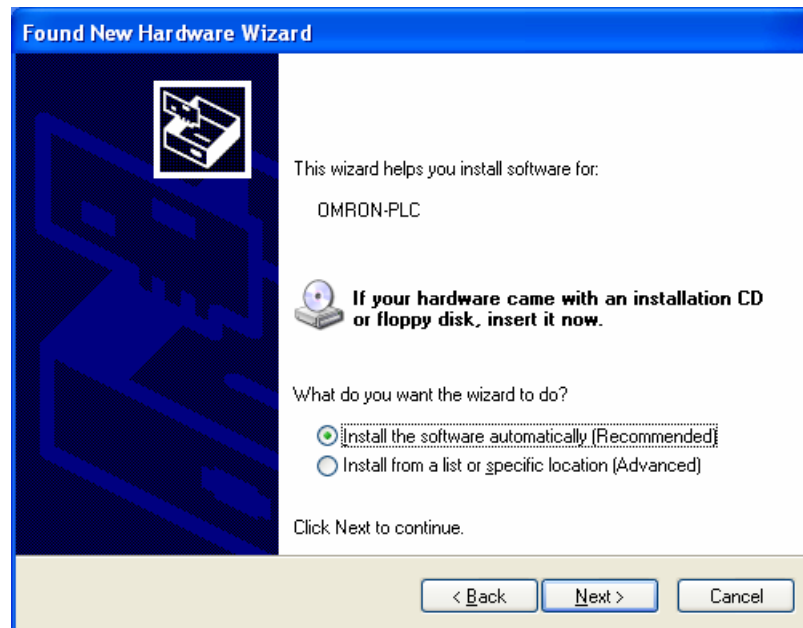 Found New Hardware Wizard
This wizard helps you install software for:
OMRON-PLC
If your hardware came with an installation CD
or floppy disk, insert it now.
What do you want the wizard to do?
Install the software automatically (Recommended)
Install from a list or specific location (Advanced)
Click Next to continue.
< Back Next > Cancel